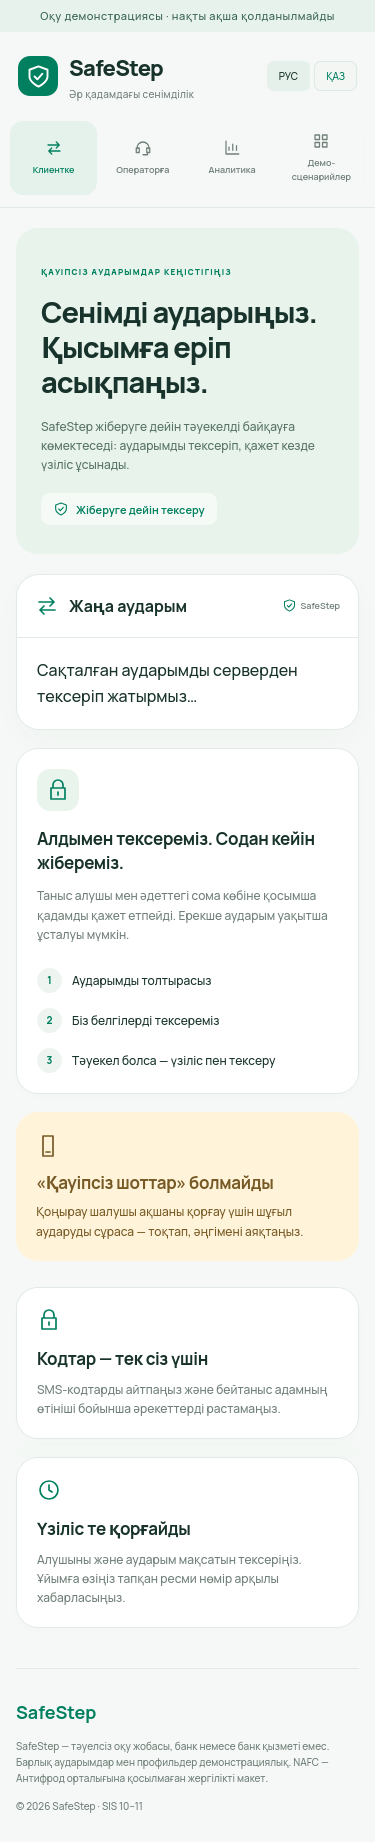 Оқу демонстрациясы · нақты ақша қолданылмайды
SafeStep
Әр қадамдағы сенімділік
РУС
ҚАЗ
Клиентке
Операторға
Аналитика
Демо-
сценарийлер
ҚАУІПСІЗ АУДАРЫМДАР КЕҢІСТІГІҢІЗ
Сенімді аударыңыз.
Қысымға еріп
асықпаңыз.
SafeStep жіберуге дейін тәуекелді байқауға
көмектеседі: аударымды тексеріп, қажет кезде
үзіліс ұсынады.
Жіберуге дейін тексеру
Жаңа аударым
SafeStep
Сақталған аударымды серверден
тексеріп жатырмыз…
Алдымен тексереміз. Содан кейін
жібереміз.
Таныс алушы мен әдеттегі сома көбіне қосымша
қадамды қажет етпейді. Ерекше аударым уақытша
ұсталуы мүмкін.
1 Аударымды толтырасыз
2 Біз белгілерді тексереміз
3 Тәуекел болса — үзіліс пен тексеру
«Қауіпсіз шоттар» болмайды
Қоңырау шалушы ақшаны қорғау үшін шұғыл
аударуды сұраса — тоқтап, әңгімені аяқтаңыз.
Кодтар — тек сіз үшін
SMS-кодтарды айтпаңыз және бейтаныс адамның
өтініші бойынша әрекеттерді растамаңыз.
Үзіліс те қорғайды
Алушыны және аударым мақсатын тексеріңіз.
Ұйымға өзіңіз тапқан ресми нөмір арқылы
хабарласыңыз.
SafeStep
SafeStep — тәуелсіз оқу жобасы, банк немесе банк қызметі емес.
Барлық аударымдар мен профильдер демонстрациялық. NAFC —
Антифрод орталығына қосылмаған жергілікті макет.
© 2026 SafeStep · SIS 10–11